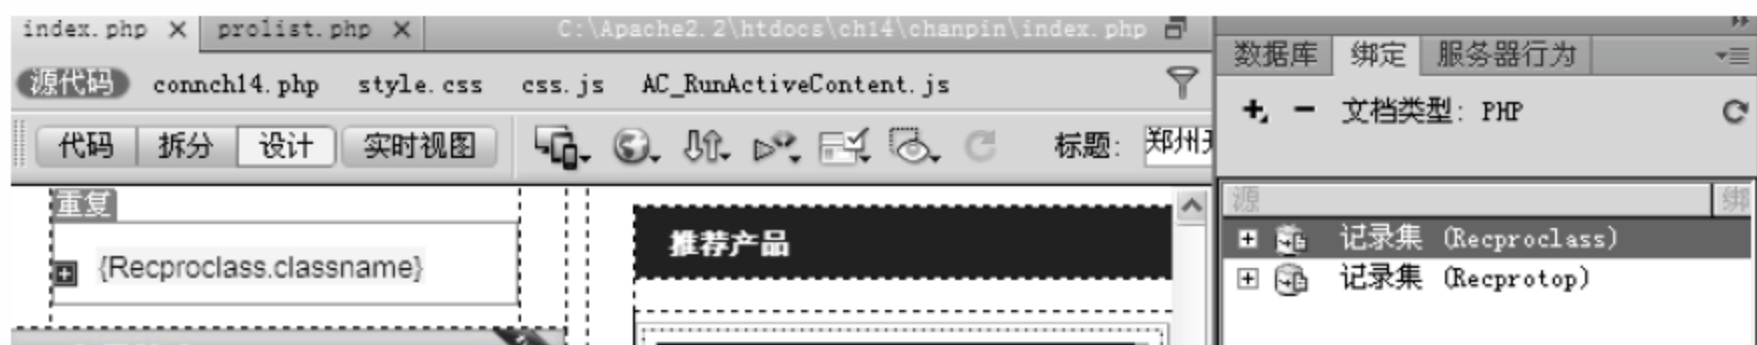 index.php × prolist.php × C:\Apache2.2\htdocs\ch14\chanpin\index.php
源代码 connch14.php style.css css.js AC_RunActiveContent.js
代码 拆分 设计 实时视图 标题: 郑州
重复
{Recproclass.classname}
推荐产品
数据库 绑定 服务器行为
文档类型: PHP
源 绑
记录集 (Recproclass)
记录集 (Recprotop)